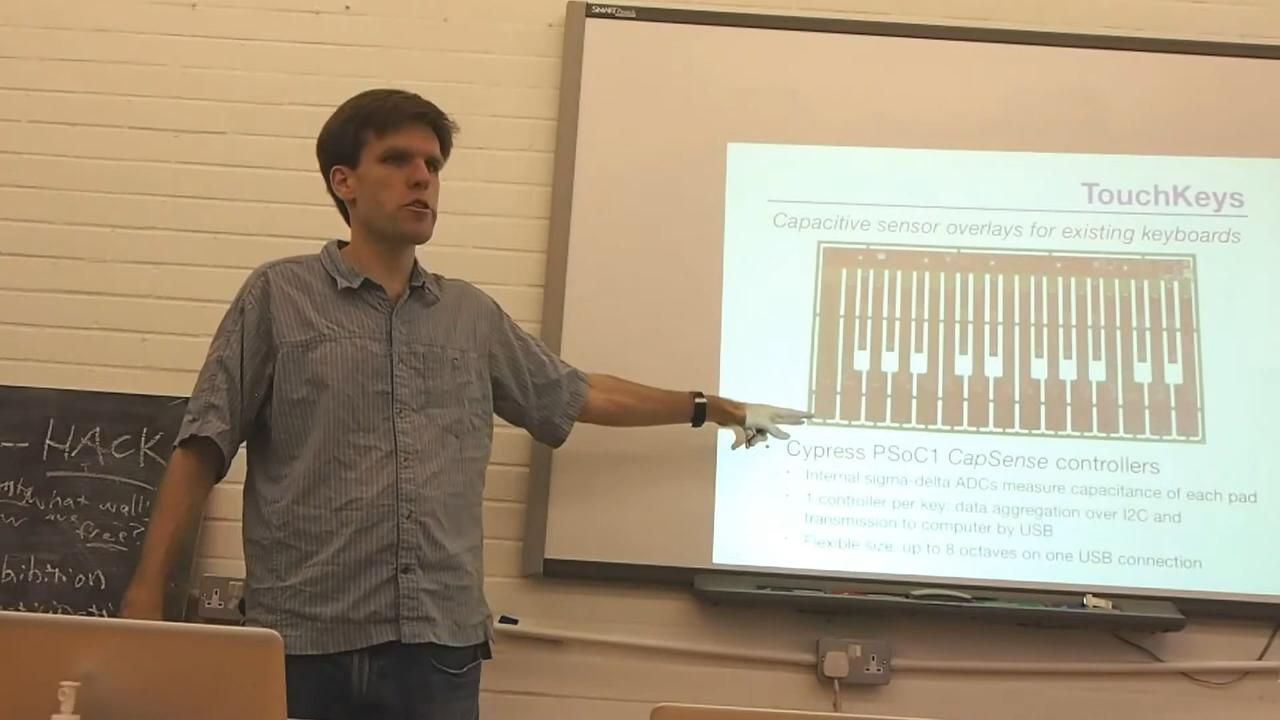 TouchKeys
Capacitive sensor overlays for existing keyboards
Cypress PSoC1 CapSense controllers
Internal sigma-delta ADCs measure capacitance of each pad
1 controller per key: data aggregation over I2C and
transmission to computer by USB
Flexible size: up to 8 octaves on one USB connection
-- HACK
what wall
are
free?